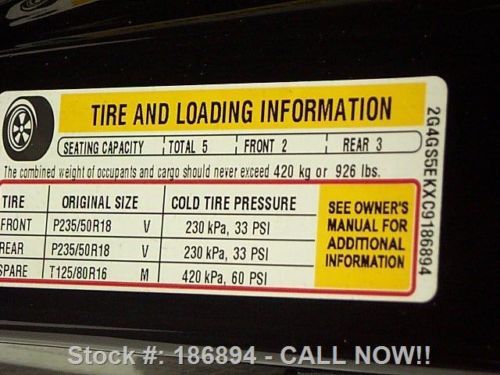 TIRE AND LOADING INFORMATION
SEATING CAPACITY TOTAL 5 FRONT 2 REAR 3
The combined weight of occupants and cargo should never exceed 420 kg or 926 lbs.
TIRE ORIGINAL SIZE COLD TIRE PRESSURE
FRONT P235/50R18 V 230 kPa, 33 PSI
REAR P235/50R18 V 230 kPa, 33 PSI
SPARE T125/80R16 M 420 kPa, 60 PSI
SEE OWNER'S
MANUAL FOR
ADDITIONAL
INFORMATION
2G4GS5EKXC9186894
Stock #: 186894 - CALL NOW!!